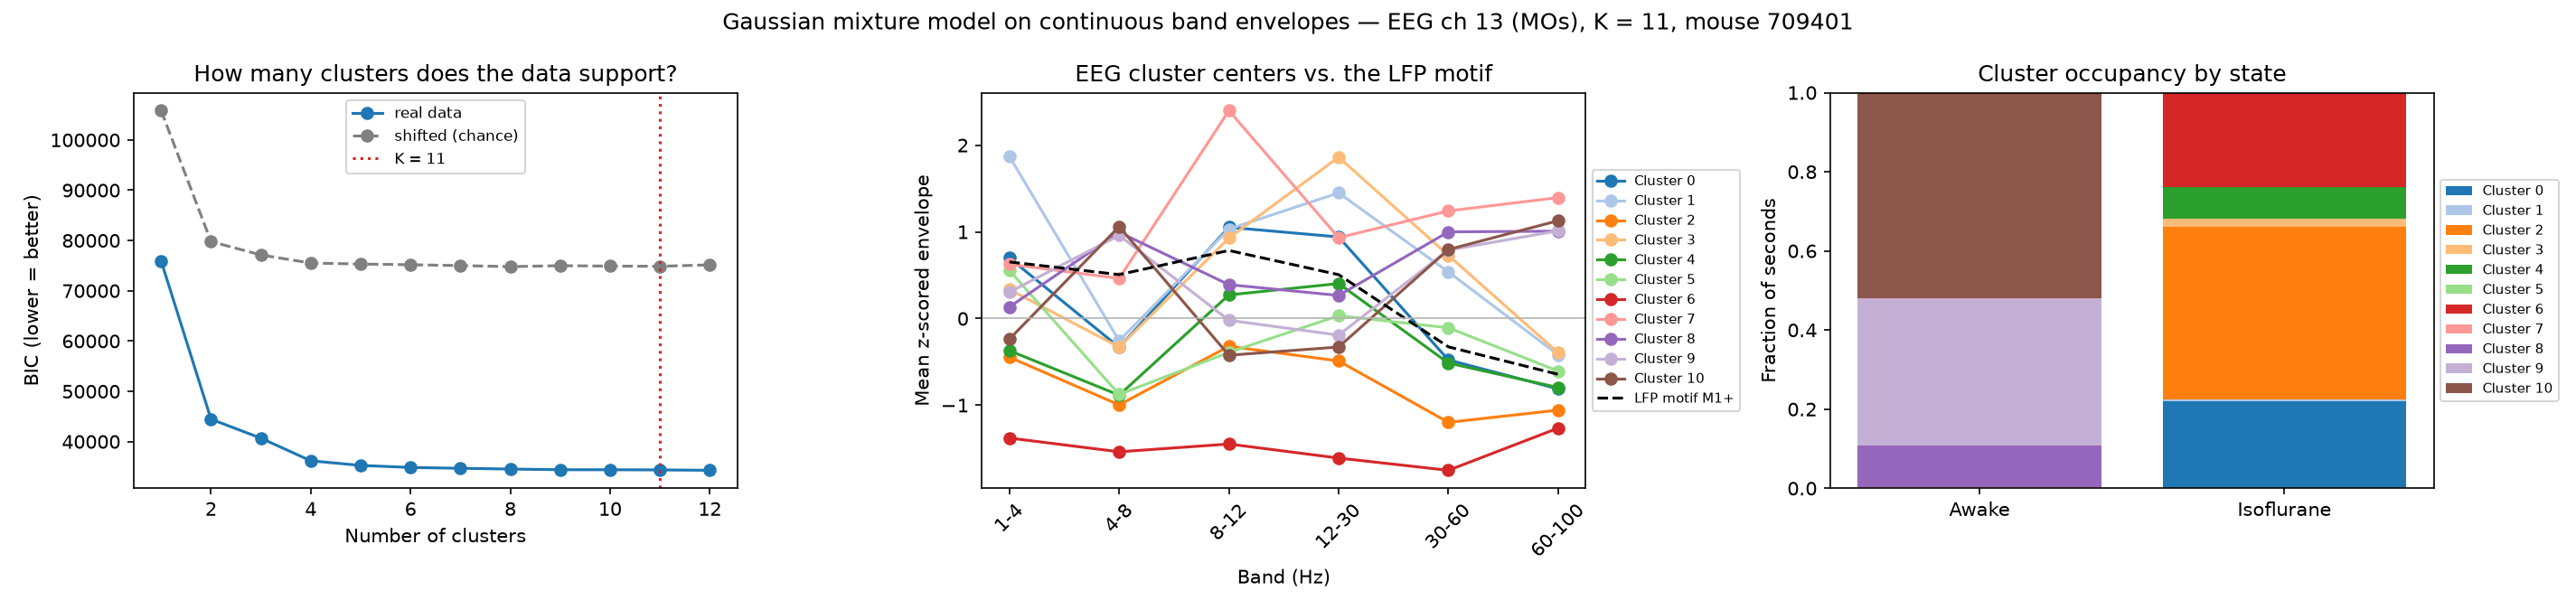 Gaussian mixture model on continuous band envelopes — EEG ch 13 (MOs), K = 11, mouse 709401
How many clusters does the data support?
BIC (lower = better)
100000
90000
80000
70000
60000
50000
40000
real data
shifted (chance)
K = 11
2
4
6
8
10
12
Number of clusters
EEG cluster centers vs. the LFP motif
Mean z-scored envelope
2
1
0
−1
1-4
4-8
8-12
12-30
30-60
60-100
Band (Hz)
Cluster 0
Cluster 1
Cluster 2
Cluster 3
Cluster 4
Cluster 5
Cluster 6
Cluster 7
Cluster 8
Cluster 9
Cluster 10
LFP motif M1+
Cluster occupancy by state
Fraction of seconds
1.0
0.8
0.6
0.4
0.2
0.0
Awake
Isoflurane
Cluster 0
Cluster 1
Cluster 2
Cluster 3
Cluster 4
Cluster 5
Cluster 6
Cluster 7
Cluster 8
Cluster 9
Cluster 10